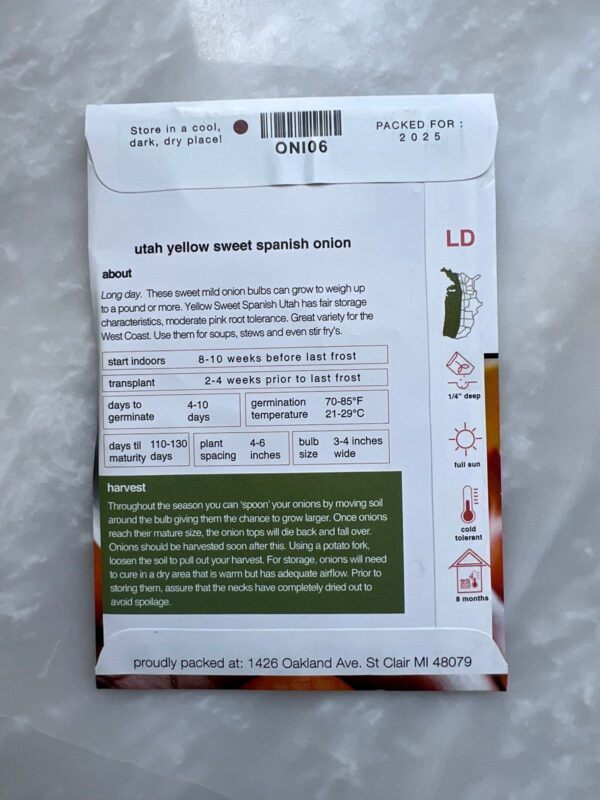 Store in a cool,
dark, dry place!
ONI06
PACKED FOR :
2025
utah yellow sweet spanish onion
LD
about
Long day. These sweet mild onion bulbs can grow to weigh up
to a pound or more. Yellow Sweet Spanish Utah has fair storage
characteristics, moderate pink root tolerance. Great variety for the
West Coast. Use them for soups, stews and even stir fry's.
start indoors 8-10 weeks before last frost
transplant 2-4 weeks prior to last frost
days to
germinate
4-10
days
germination
temperature
70-85°F
21-29°C
days til
maturity
110-130
days
plant
spacing
4-6
inches
bulb
size
3-4 inches
wide
1/4" deep
full sun
cold
tolerant
8 months
harvest
Throughout the season you can 'spoon' your onions by moving soil
around the bulb giving them the chance to grow larger. Once onions
reach their mature size, the onion tops will die back and fall over.
Onions should be harvested soon after this. Using a potato fork,
loosen the soil to pull out your harvest. For storage, onions will need
to cure in a dry area that is warm but has adequate airflow. Prior to
storing them, assure that the necks have completely dried out to
avoid spoilage.
proudly packed at: 1426 Oakland Ave. St Clair MI 48079